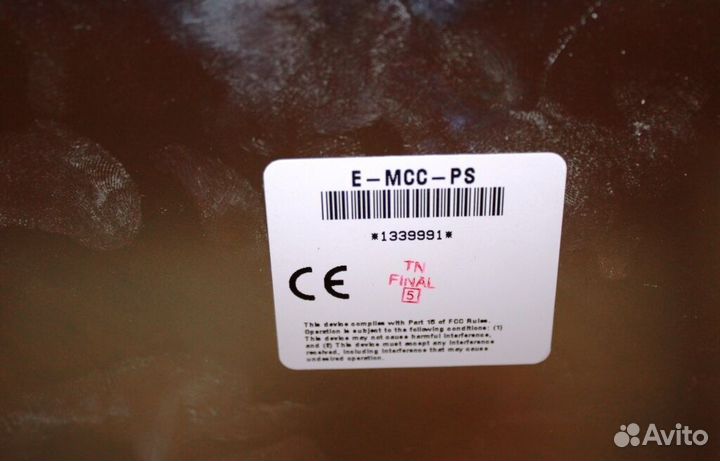 E-MCC-PS
*1339991*
CE
TN
FINAL
5
This device complies with Part 15 of FCC Rules.
Operation is subject to the following conditions: (1)
This device may not cause harmful interference,
and (2) This device must accept any interference
received, including interference that may cause
undesired operation.
Avito